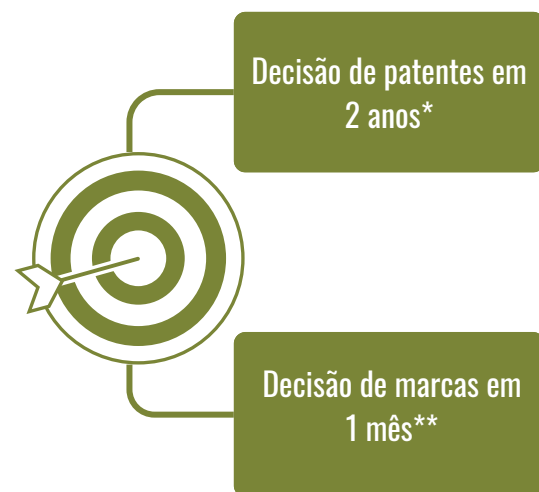 Decisão de patentes em
2 anos*
Decisão de marcas em
1 mês**